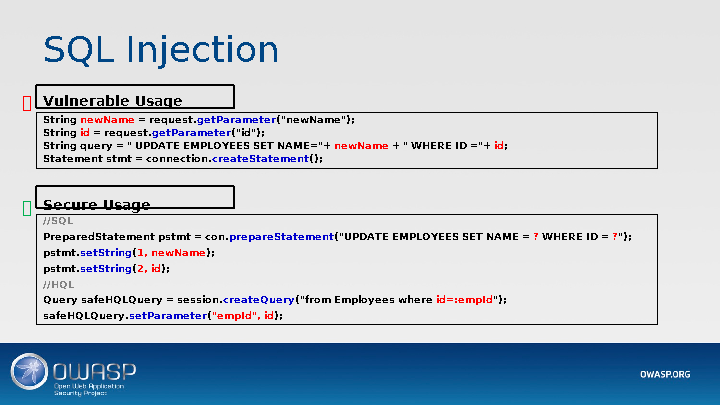 SQL Injection
Vulnerable Usage
String newName = request.getParameter("newName");
String id = request.getParameter("id");
String query = " UPDATE EMPLOYEES SET NAME="+ newName + " WHERE ID ="+ id;
Statement stmt = connection.createStatement();
Secure Usage
//SQL
PreparedStatement pstmt = con.prepareStatement("UPDATE EMPLOYEES SET NAME = ? WHERE ID = ?");
pstmt.setString(1, newName);
pstmt.setString(2, id);
//HQL
Query safeHQLQuery = session.createQuery("from Employees where id=:empId");
safeHQLQuery.setParameter("empId", id);
OWASP
Open Web Application
Security Project
OWASP.ORG